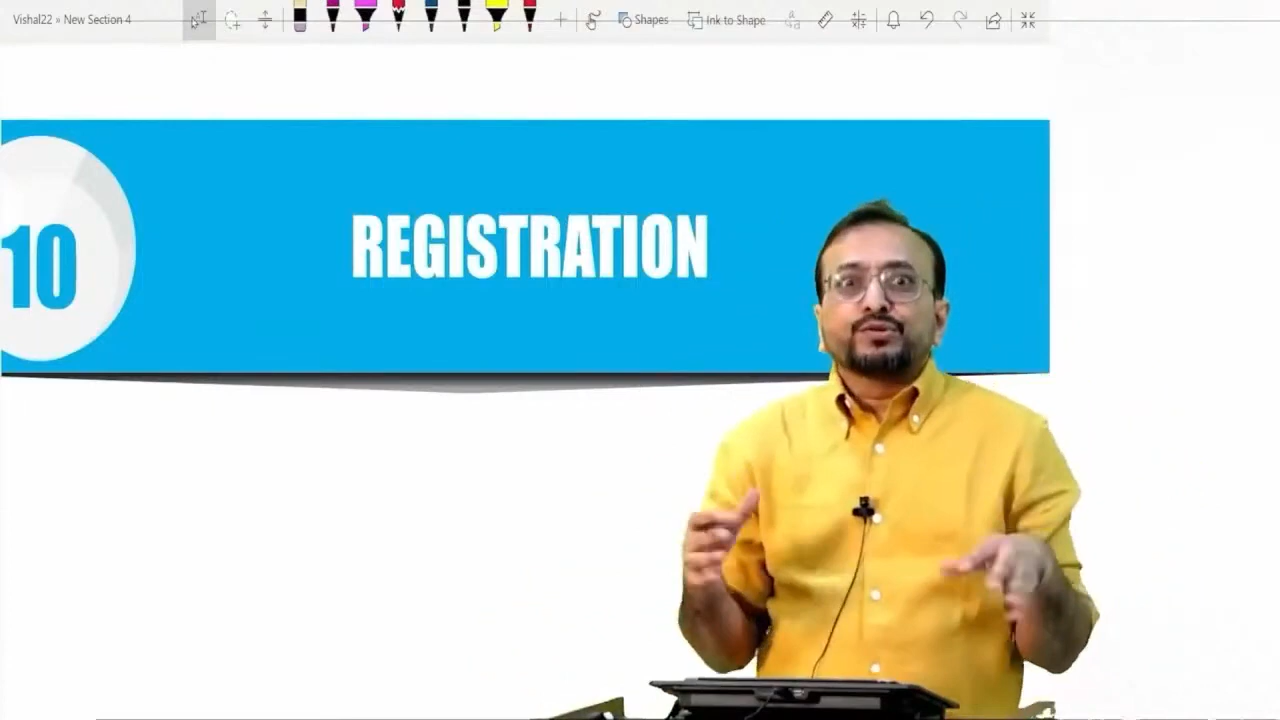 Vishal22 » New Section 4
Shapes
Ink to Shape
10
REGISTRATION